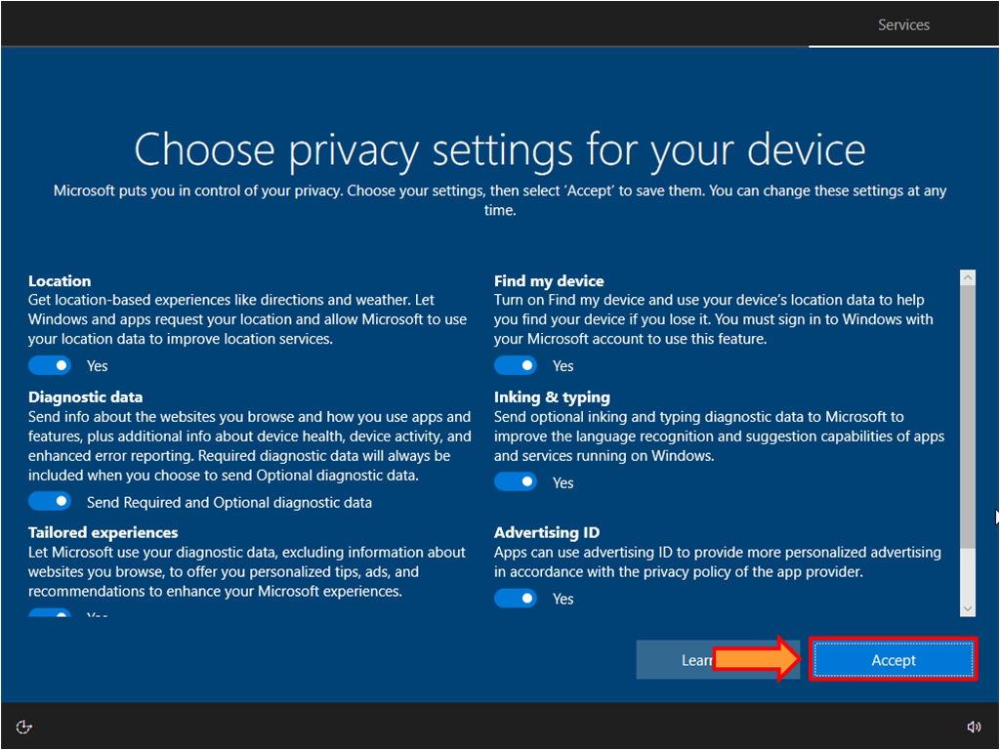 Services
Choose privacy settings for your device
Microsoft puts you in control of your privacy. Choose your settings, then select ‘Accept’ to save them. You can change these settings at any
time.
Location
Get location-based experiences like directions and weather. Let
Windows and apps request your location and allow Microsoft to use
your location data to improve location services.
Yes
Diagnostic data
Send info about the websites you browse and how you use apps and
features, plus additional info about device health, device activity, and
enhanced error reporting. Required diagnostic data will always be
included when you choose to send Optional diagnostic data.
Send Required and Optional diagnostic data
Tailored experiences
Let Microsoft use your diagnostic data, excluding information about
websites you browse, to offer you personalized tips, ads, and
recommendations to enhance your Microsoft experiences.
Yes
Find my device
Turn on Find my device and use your device’s location data to help
you find your device if you lose it. You must sign in to Windows with
your Microsoft account to use this feature.
Yes
Inking & typing
Send optional inking and typing diagnostic data to Microsoft to
improve the language recognition and suggestion capabilities of apps
and services running on Windows.
Yes
Advertising ID
Apps can use advertising ID to provide more personalized advertising
in accordance with the privacy policy of the app provider.
Yes
Learn
Accept